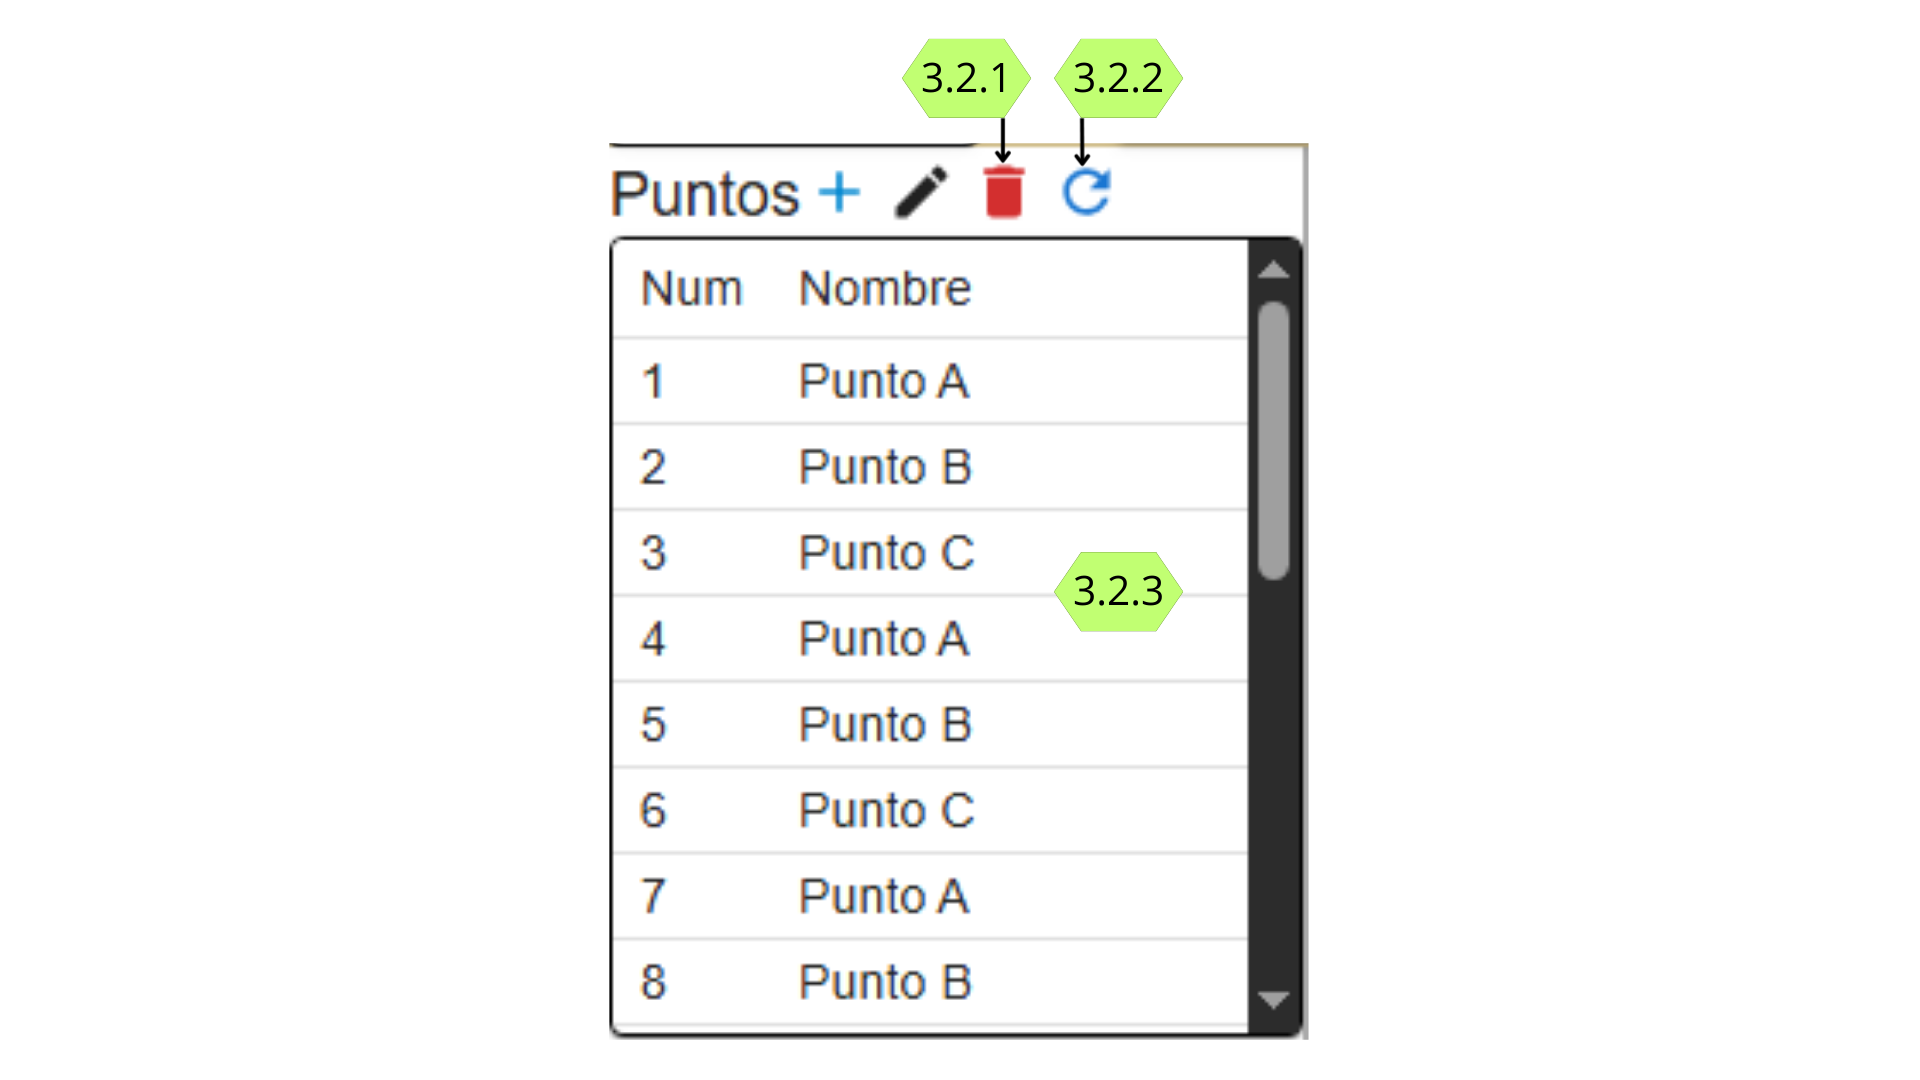 3.2.1 3.2.2
Puntos
Num Nombre
1 Punto A
2 Punto B
3 Punto C
3.2.3
4 Punto A
5 Punto B
6 Punto C
7 Punto A
8 Punto B